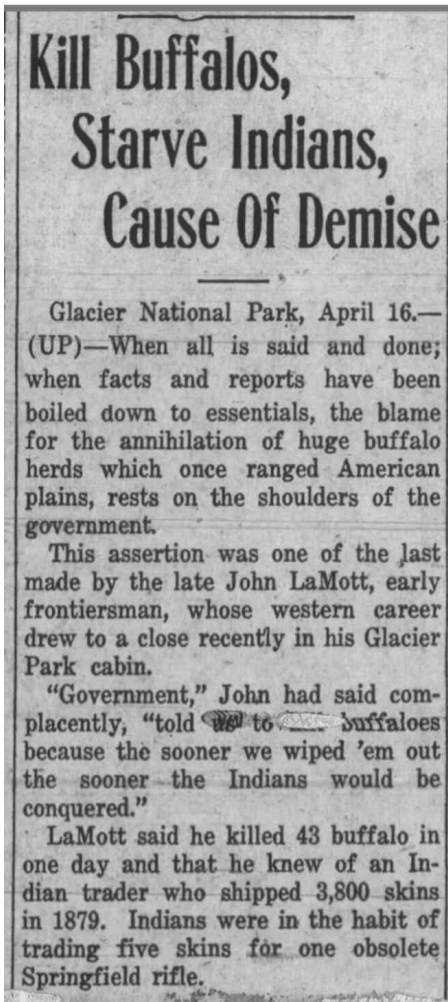 Kill Buffalos,
Starve Indians,
Cause Of Demise
Glacier National Park, April 16.—
(UP)—When all is said and done;
when facts and reports have been
boiled down to essentials, the blame
for the annihilation of huge buffalo
herds which once ranged American
plains, rests on the shoulders of the
government.
This assertion was one of the last
made by the late John LaMott, early
frontiersman, whose western career
drew to a close recently in his Glacier
Park cabin.
"Government," John had said com-
placently, "told to buffaloes
because the sooner we wiped 'em out
the sooner the Indians would be
conquered."
LaMott said he killed 43 buffalo in
one day and that he knew of an In-
dian trader who shipped 3,800 skins
in 1879. Indians were in the habit of
trading five skins for one obsolete
Springfield rifle.